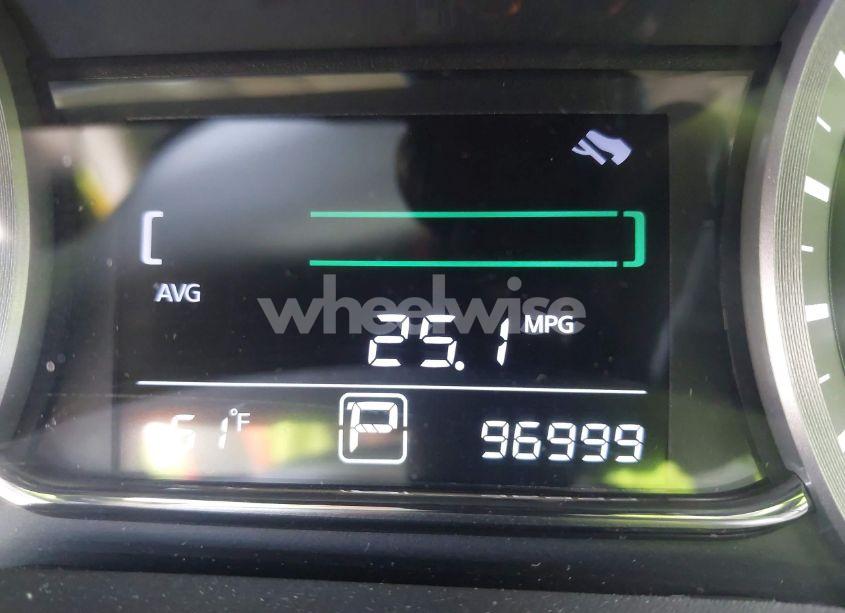 AVG
wheelwise
25.1 MPG
61°F P 96999